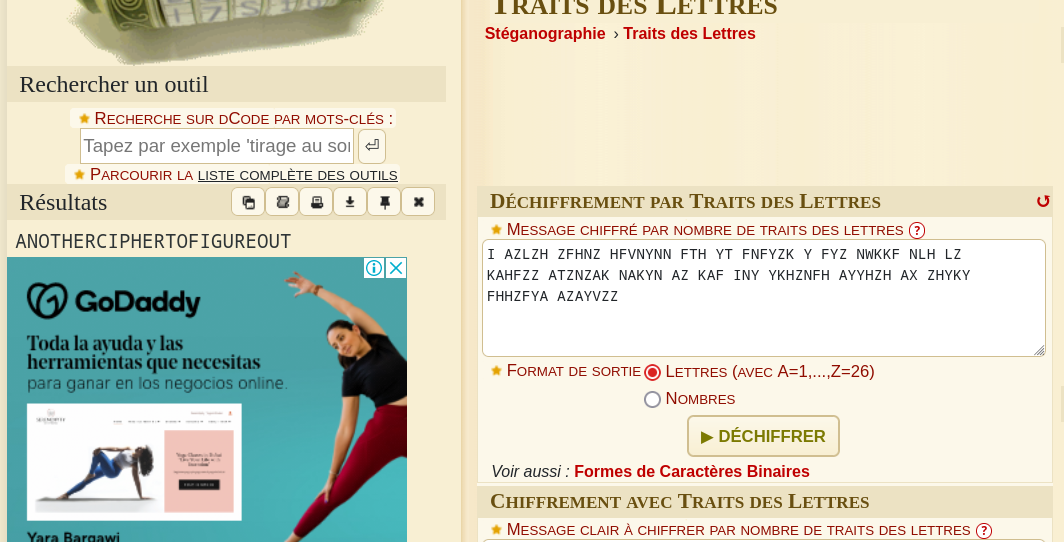 TRAITS DES LETTRES
Stéganographie › Traits des Lettres
Rechercher un outil
RECHERCHE SUR DCODE PAR MOTS-CLÉS :
Tapez par exemple 'tirage au sor
PARCOURIR LA LISTE COMPLÈTE DES OUTILS
Résultats
ANOTHERCIPHERTOFIGUREOUT
GoDaddy
Toda la ayuda y las
herramientas que necesitas
para ganar en los negocios online.
Yara Bargawi
DÉCHIFFREMENT PAR TRAITS DES LETTRES
MESSAGE CHIFFRÉ PAR NOMBRE DE TRAITS DES LETTRES ?
I AZLZH ZFHNZ HFVNYNN FTH YT FNFYZK Y FYZ NWKKF NLH LZ
KAHFZZ ATZNZAK NAKYN AZ KAF INY YKHZNFH AYYHZH AX ZHYKY
FHHZFYA AZAYVZZ
FORMAT DE SORTIE LETTRES (AVEC A=1,...,Z=26)
NOMBRES
▶ DÉCHIFFRER
Voir aussi : Formes de Caractères Binaires
CHIFFREMENT AVEC TRAITS DES LETTRES
MESSAGE CLAIR À CHIFFRER PAR NOMBRE DE TRAITS DES LETTRES ?